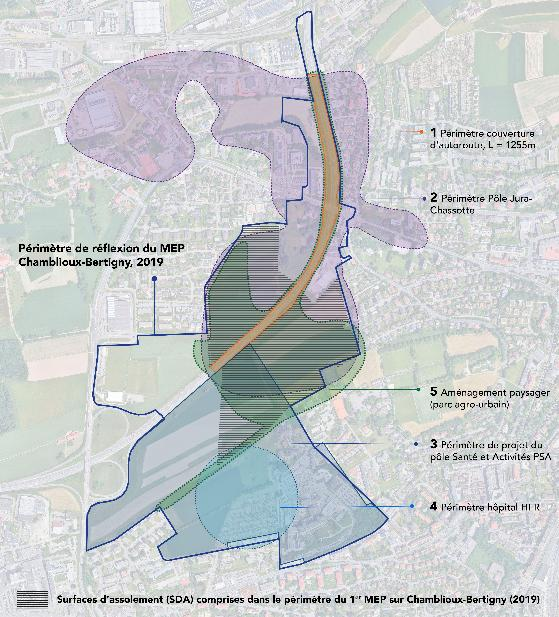 1 Périmètre couverture
d'autoroute, L = 1255m
2 Périmètre Pôle Jura-
Chassotte
Périmètre de réflexion du MEP
Chamblioux-Bertigny, 2019
5 Aménagement paysager
(parc agro-urbain)
3 Périmètre de projet du
pôle Santé et Activités PSA
4 Périmètre hôpital HFR
Surfaces d'assolement (SDA) comprises dans le périmètre du 1er MEP sur Chamblioux-Bertigny (2019)